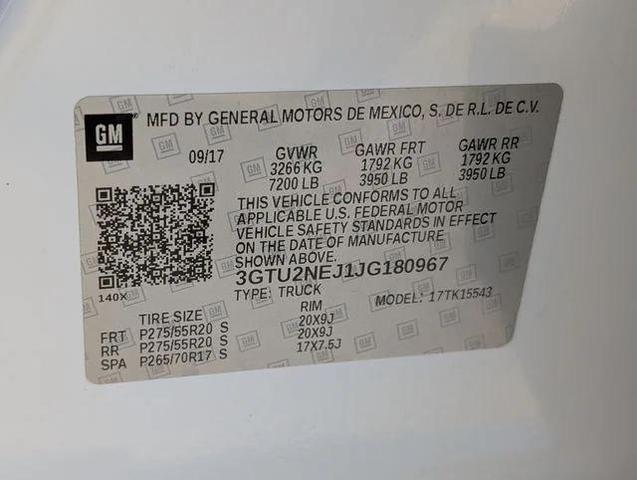 GM
MFD BY GENERAL MOTORS DE MEXICO, S. DE R.L. DE C.V.
09/17 GVWR GAWR FRT GAWR RR
3266 KG 1792 KG 1792 KG
7200 LB 3950 LB 3950 LB
THIS VEHICLE CONFORMS TO ALL
APPLICABLE U.S. FEDERAL MOTOR
VEHICLE SAFETY STANDARDS IN EFFECT
ON THE DATE OF MANUFACTURE
SHOWN ABOVE.
3GTU2NEJ1JG180967
140X TYPE: TRUCK MODEL: 17TK15543
TIRE SIZE RIM
FRT P275/55R20 S 20X9J
RR P275/55R20 S 20X9J
SPA P265/70R17 S 17X7.5J